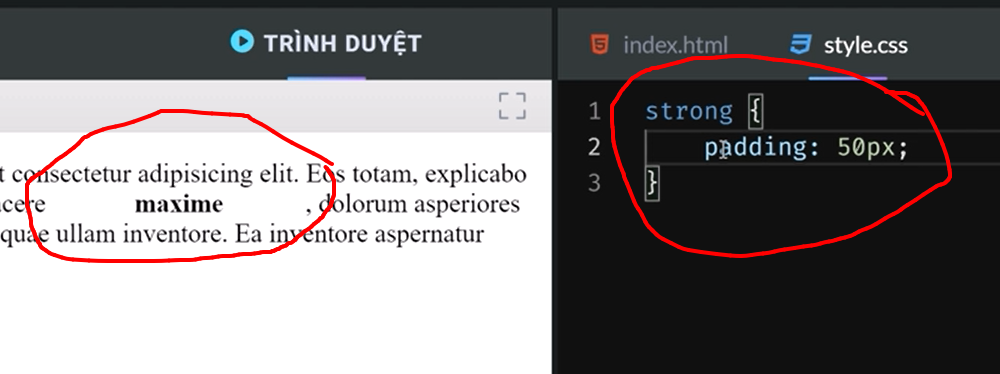 TRÌNH DUYỆT
t consectetur adipisicing elit. Eos totam, explicabo
acere maxime , dolorum asperiores
quae ullam inventore. Ea inventore aspernatur
index.html style.css
1 strong {
2 padding: 50px;
3 }